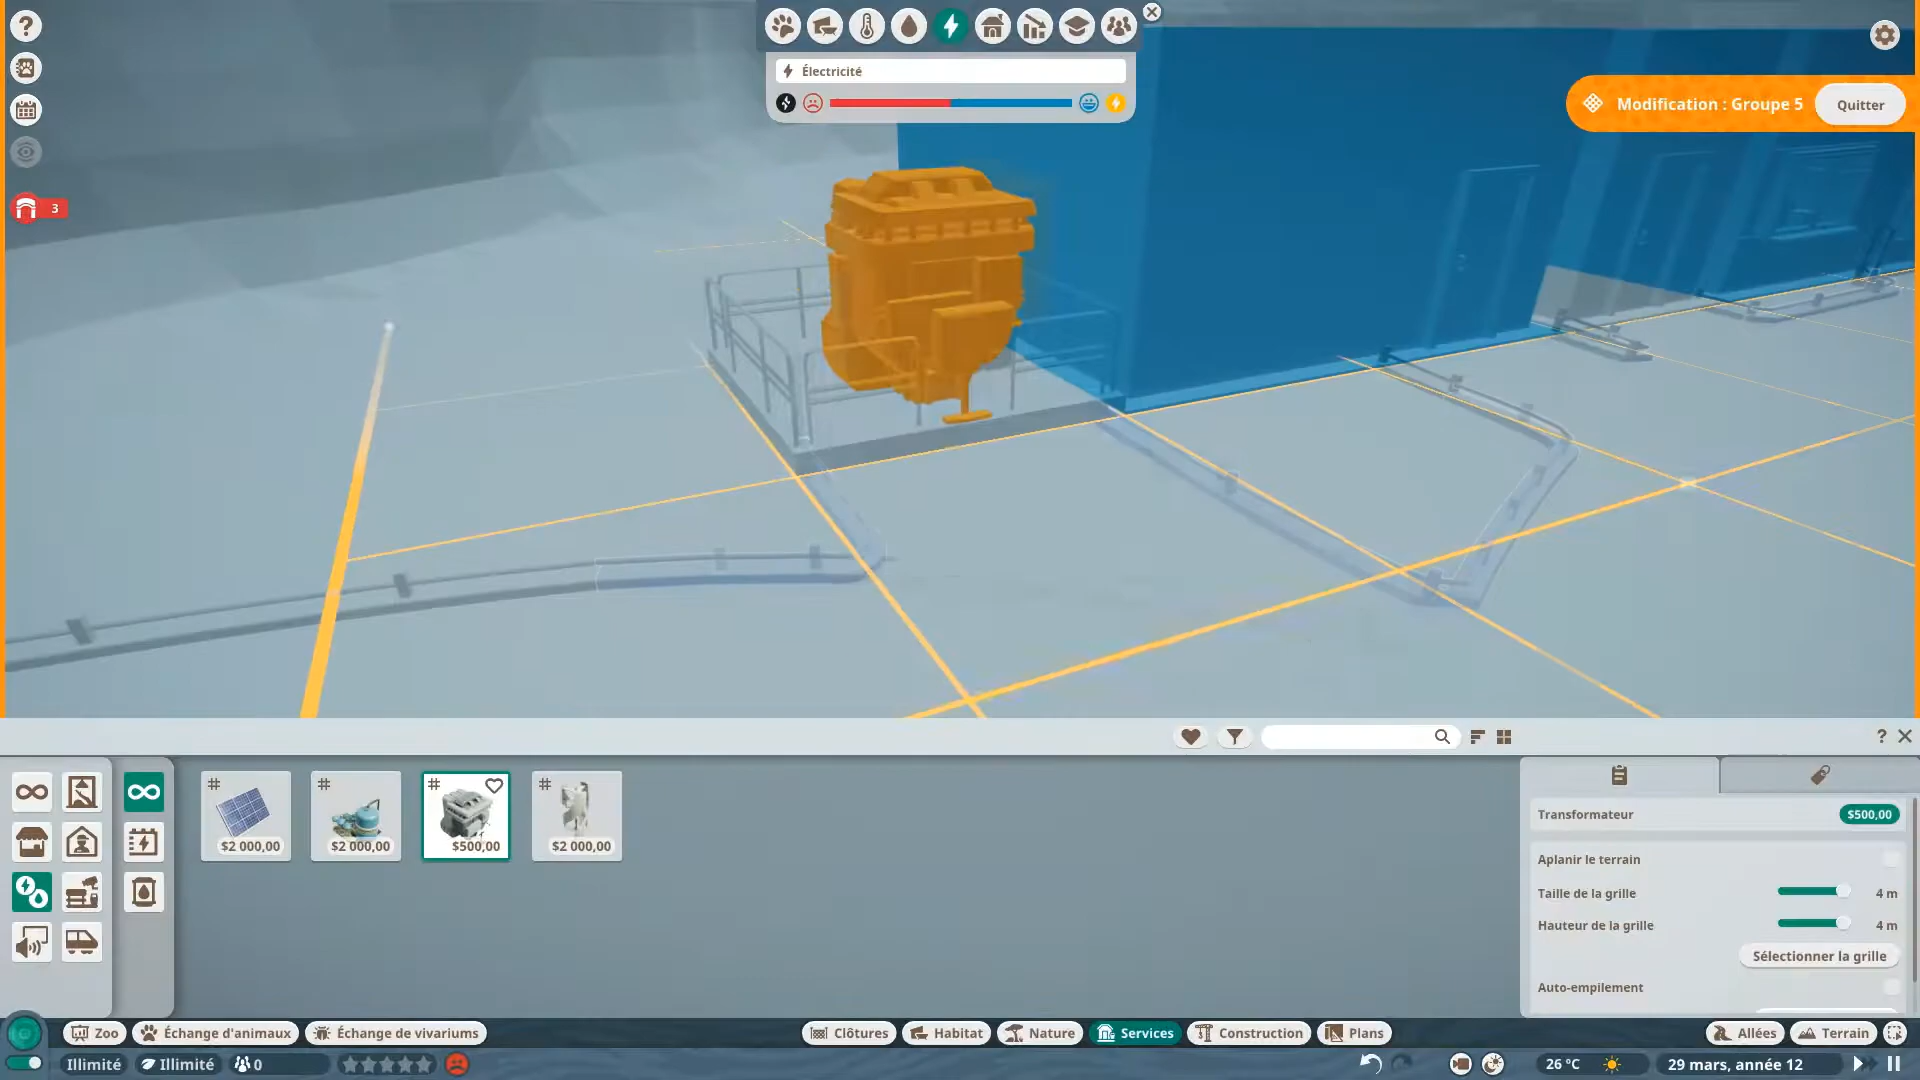 ?
Électricité
Modification : Groupe 5
Quitter
3
?
$2 000,00
$2 000,00
$500,00
$2 000,00
Transformateur
$500,00
Aplanir le terrain
Taille de la grille
4 m
Hauteur de la grille
4 m
Sélectionner la grille
Auto-empilement
Zoo
Échange d'animaux
Échange de vivariums
Clôtures
Habitat
Nature
Services
Construction
Plans
Allées
Terrain
Illimité
Illimité
0
26 °C
29 mars, année 12